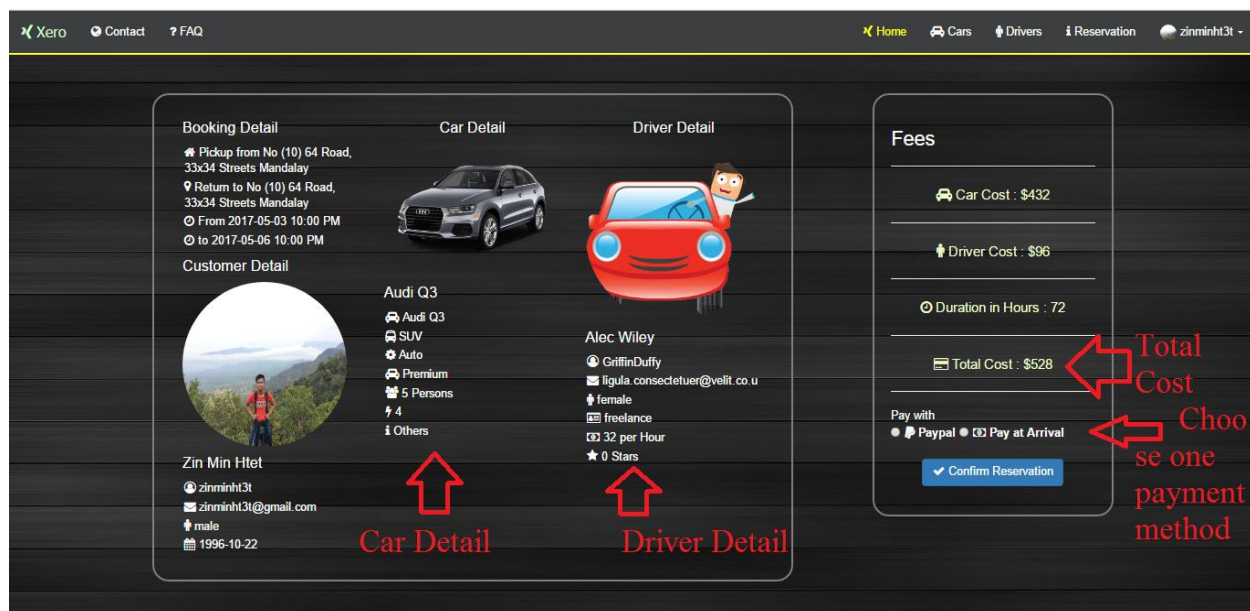 Xero Contact ? FAQ Home Cars Drivers Reservation zinminht3t
Booking Detail
Pickup from No (10) 64 Road,
33x34 Streets Mandalay
Return to No (10) 64 Road,
33x34 Streets Mandalay
From 2017-05-03 10:00 PM
to 2017-05-06 10:00 PM
Customer Detail
Zin Min Htet
zinminht3t
zinminht3t@gmail.com
male
1996-10-22
Car Detail
Audi Q3
Audi Q3
SUV
Auto
Premium
5 Persons
4
Others
Car Detail
Driver Detail
Alec Wiley
GriffinDuffy
ligula.consectetuer@velit.co.u
female
freelance
32 per Hour
0 Stars
Driver Detail
Fees
Car Cost : $432
Driver Cost : $96
Duration in Hours : 72
Total Cost : $528
Total
Cost
Pay with
Paypal Pay at Arrival
Confirm Reservation
Choo
se one
payment
method